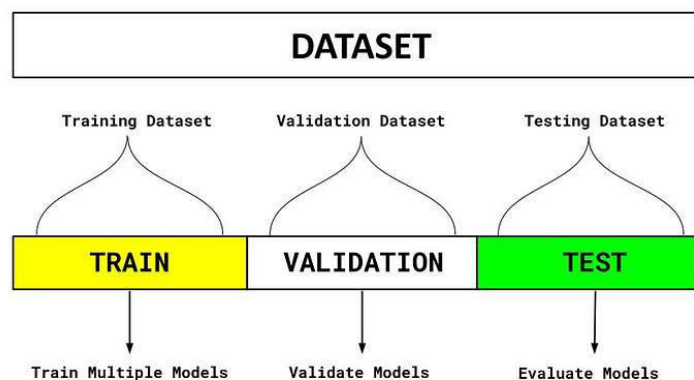 DATASET
Training Dataset
Validation Dataset
Testing Dataset
TRAIN
VALIDATION
TEST
Train Multiple Models
Validate Models
Evaluate Models